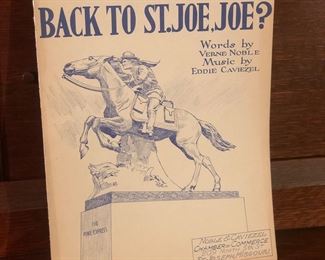 BACK TO ST. JOE, JOE?
Words by
VERNE NOBLE
Music by
EDDIE CAVIEZEL
THE
PONY EXPRESS
NOBLE & CAVIEZEL
CHAMBER OF COMMERCE
ST. JOSEPH, MISSOURI